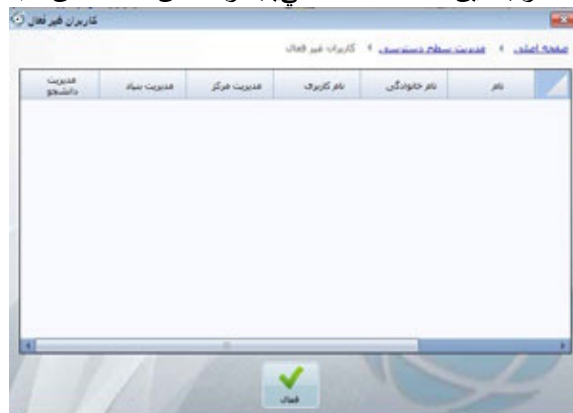 کاربران غیر فعال
صفحه اصلی مدیریت سطح دسترسی کاربران غیر فعال
نام نام خانوادگی نام کاربری مدیریت مرکز مدیریت بنیاد مدیریت دانشجو
فعال